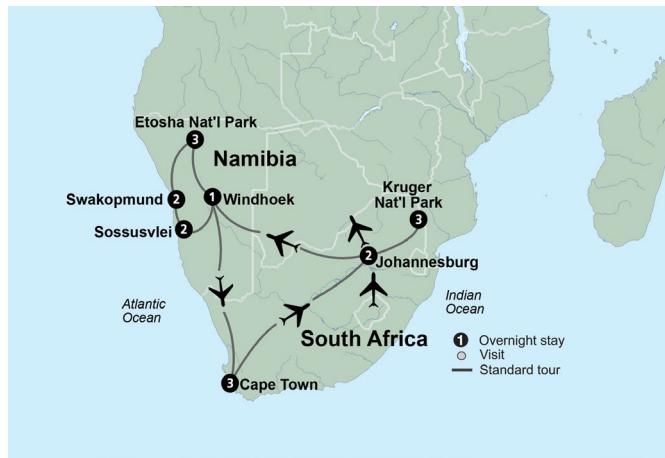 Etosha Nat'l Park
3
Namibia
Kruger
Nat'l Park
Swakopmund 2
1 Windhoek
3
Sossusvlei 2
2 Johannesburg
Atlantic
Ocean
Indian
Ocean
South Africa
1 Overnight stay
Visit
Standard tour
3 Cape Town